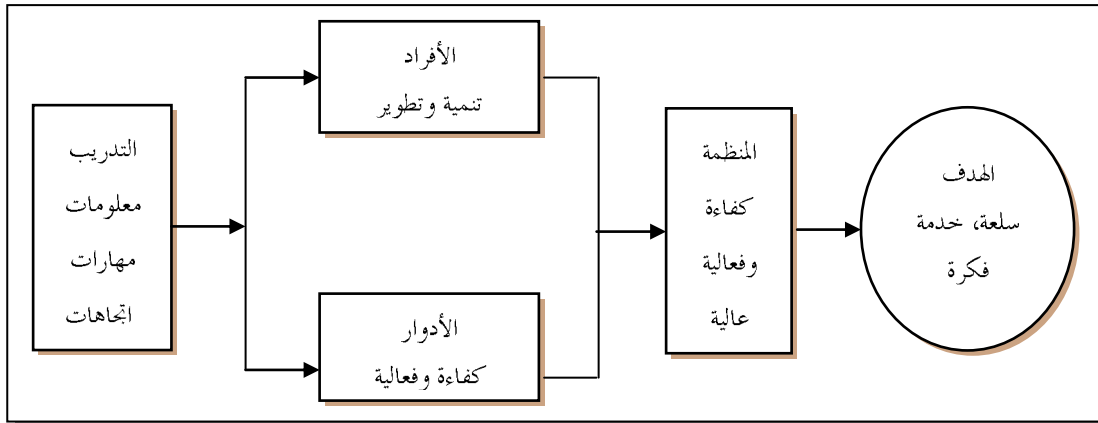 التدريب
معلومات
مهارات
اتجاهات
الأفراد
تنمية وتطوير
الأدوار
كفاءة وفعالية
المنظمة
كفاءة
وفعالية
عالية
الهدف
سلعة، خدمة
فكرة